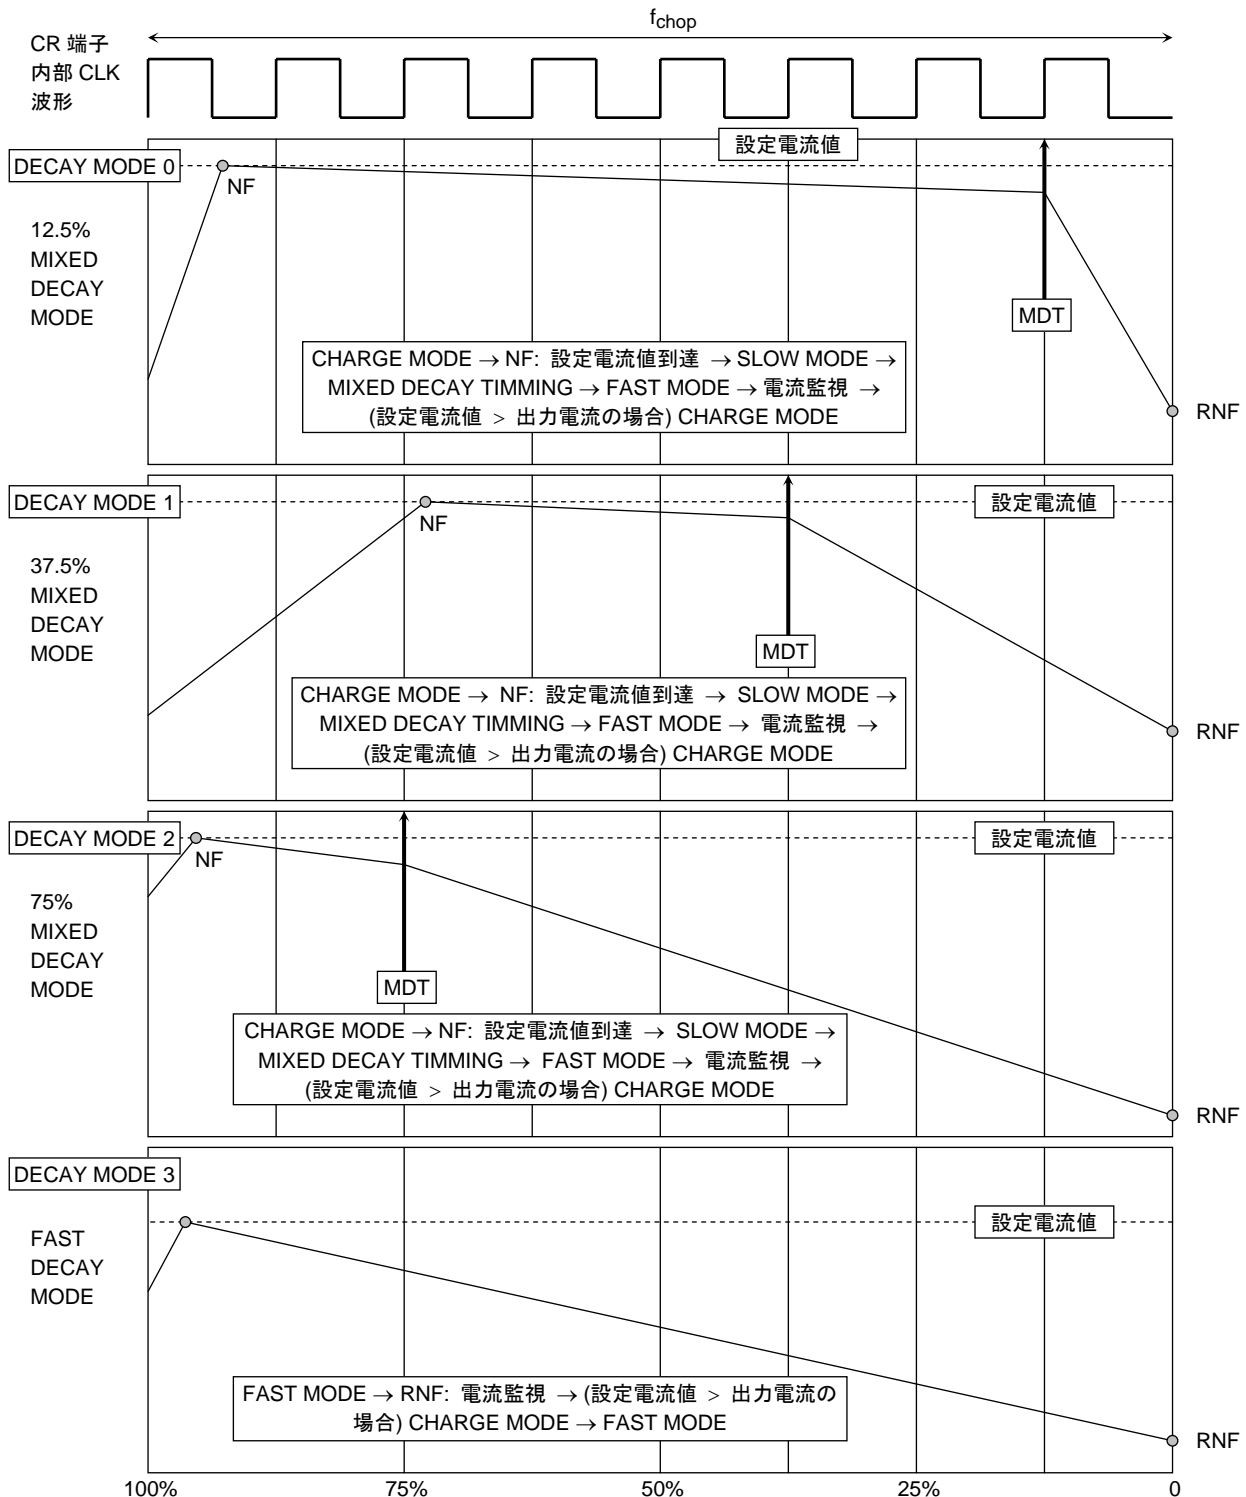 fchop
CR 端子
内部 CLK
波形
DECAY MODE 0
設定電流値
NF
12.5%
MIXED
DECAY
MODE
MDT
CHARGE MODE → NF: 設定電流値到達 → SLOW MODE →
MIXED DECAY TIMMING → FAST MODE → 電流監視 →
(設定電流値 > 出力電流の場合) CHARGE MODE
RNF
DECAY MODE 1
設定電流値
NF
37.5%
MIXED
DECAY
MODE
MDT
CHARGE MODE → NF: 設定電流値到達 → SLOW MODE →
MIXED DECAY TIMMING → FAST MODE → 電流監視 →
(設定電流値 > 出力電流の場合) CHARGE MODE
RNF
DECAY MODE 2
設定電流値
NF
75%
MIXED
DECAY
MODE
MDT
CHARGE MODE → NF: 設定電流値到達 → SLOW MODE →
MIXED DECAY TIMMING → FAST MODE → 電流監視 →
(設定電流値 > 出力電流の場合) CHARGE MODE
RNF
DECAY MODE 3
設定電流値
FAST
DECAY
MODE
FAST MODE → RNF: 電流監視 → (設定電流値 > 出力電流の
場合) CHARGE MODE → FAST MODE
RNF
100% 75% 50% 25% 0